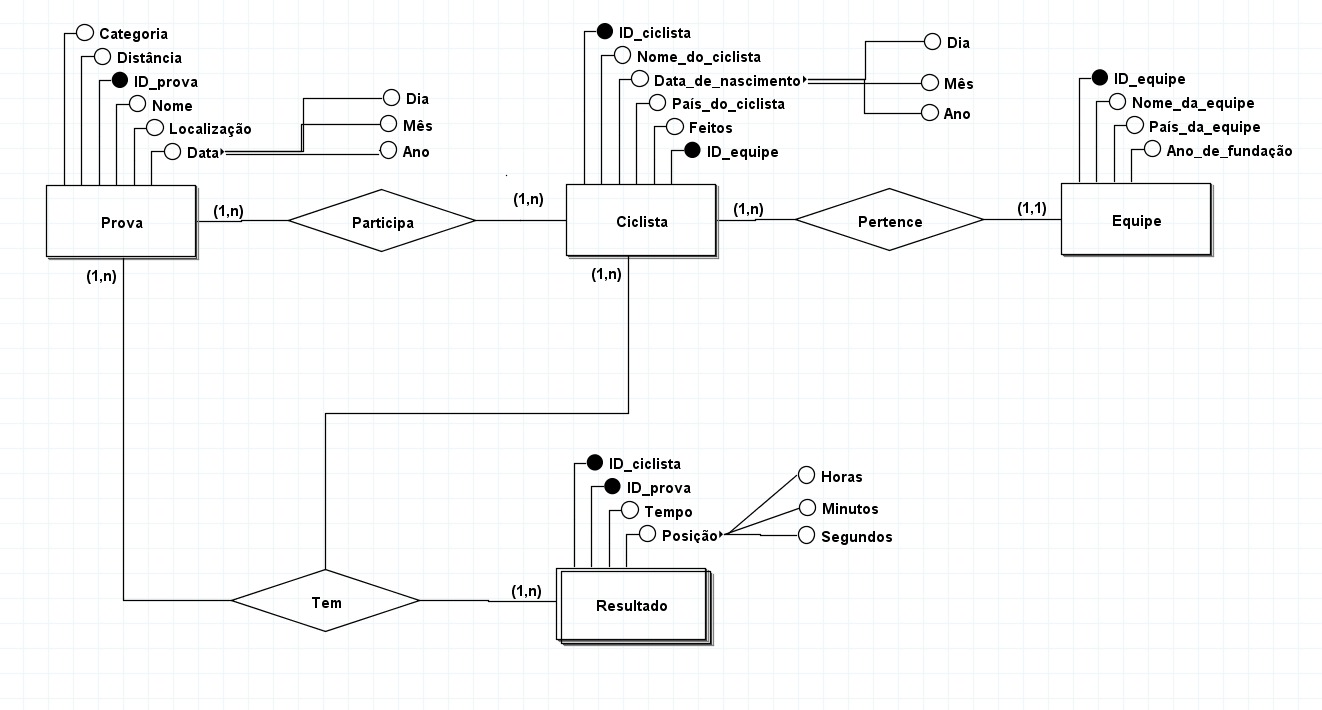 Categoria
Distância
ID_prova
Nome
Localização
Data
Dia
Mês
Ano
Prova
(1,n)
Participa
(1,n)
ID_ciclista
Nome_do_ciclista
Data_de_nascimento
País_do_ciclista
Feitos
ID_equipe
Dia
Mês
Ano
Ciclista
(1,n)
Pertence
(1,1)
ID_equipe
Nome_da_equipe
País_da_equipe
Ano_de_fundação
Equipe
(1,n)
(1,n)
Tem
(1,n)
ID_ciclista
ID_prova
Tempo
Posição
Horas
Minutos
Segundos
Resultado